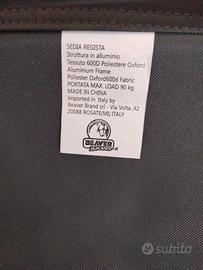 SEDIA REGISTA
Struttura in alluminio
Tessuto 600D Poliestere Oxford
Aluminium Frame
Poliester Oxford600d Fabric
PORTATA MAX. LOAD 90 kg
MADE IN CHINA
Imported in Italy by
Beaver Brand srl - Via Volta ,42
20088 ROSATE(MI) ITALY
BEAVER
subito